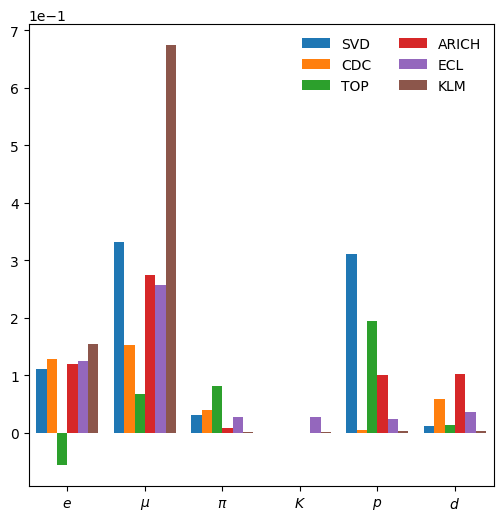 1e−1
SVD
CDC
TOP
ARICH
ECL
KLM
7
6
5
4
3
2
1
0
e μ π K p d